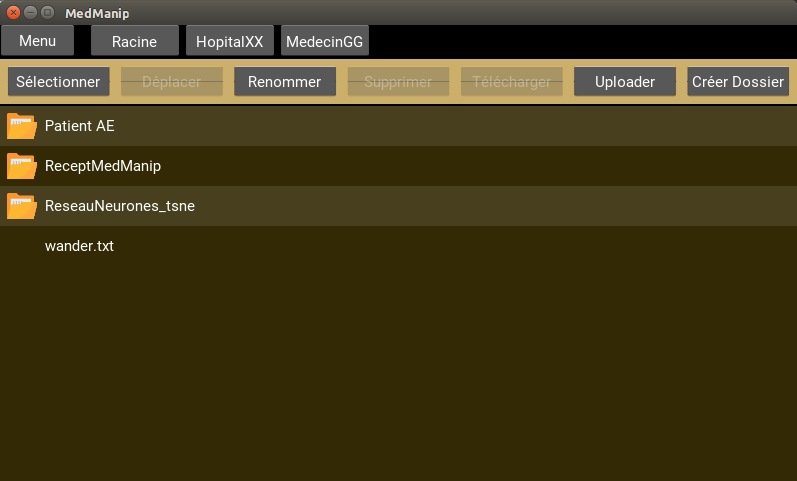 MedManip
Menu Racine HopitalXX MedecinGG
Sélectionner Déplacer Renommer Supprimer Télécharger Uploader Créer Dossier
Patient AE
ReceptMedManip
ReseauNeurones_tsne
wander.txt